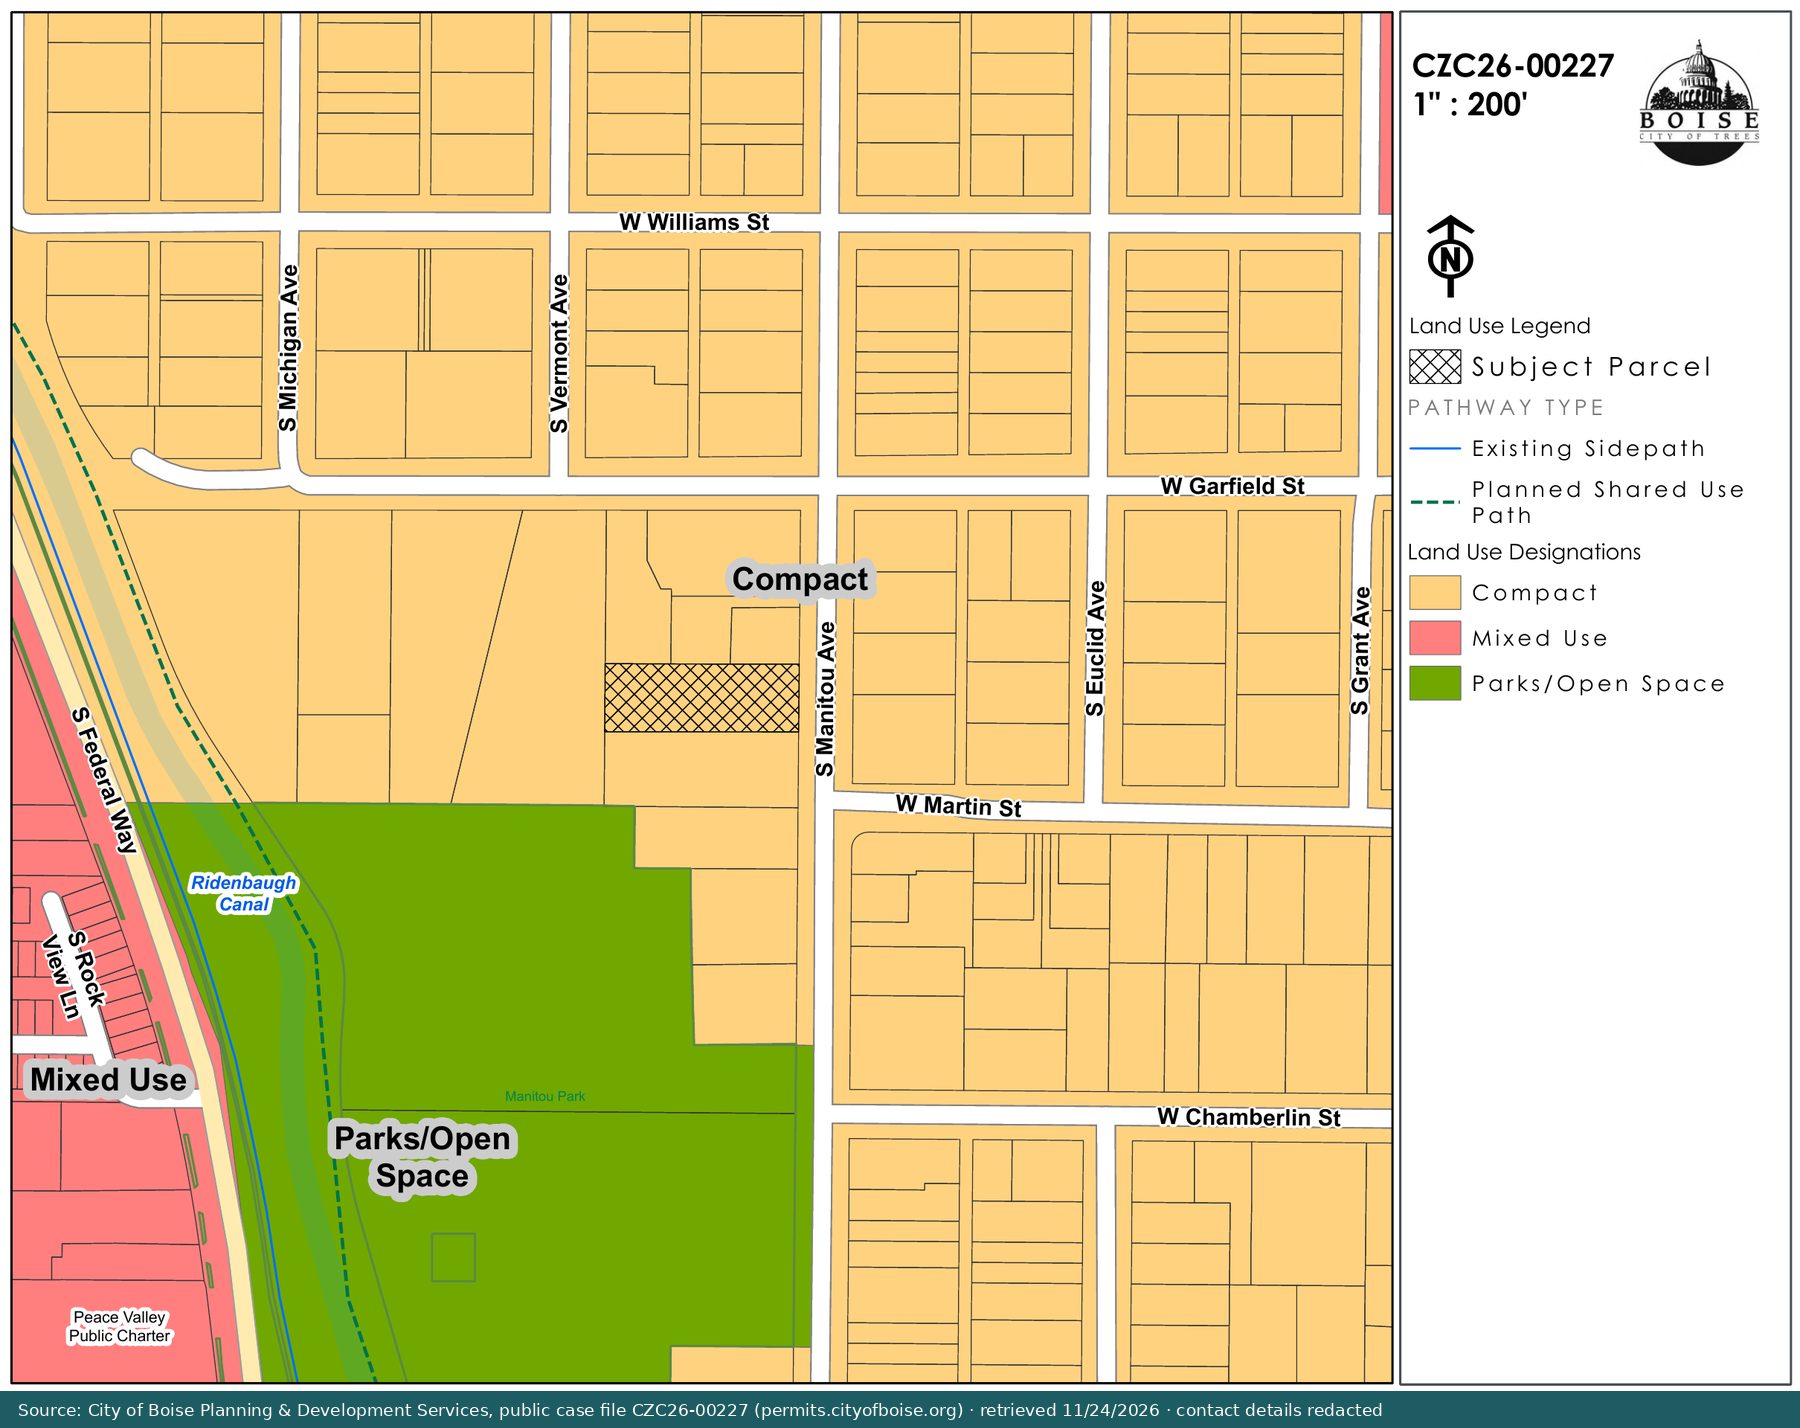 CZC26-00227
1" : 200'
BOISE
CITY OF TREES
N
Land Use Legend
Subject Parcel
PATHWAY TYPE
Existing Sidepath
Planned Shared Use
Path
Land Use Designations
Compact
Mixed Use
Parks/Open Space
W Williams St
S Michigan Ave
S Vermont Ave
W Garfield St
Compact
S Manitou Ave
S Euclid Ave
S Grant Ave
S Federal Way
W Martin St
Ridenbaugh
Canal
S Rock
View Ln
Mixed Use
Manitou Park
Parks/Open
Space
W Chamberlin St
Peace Valley
Public Charter
Source: City of Boise Planning & Development Services, public case file CZC26-00227 (permits.cityofboise.org) · retrieved 11/24/2026 · contact details redacted